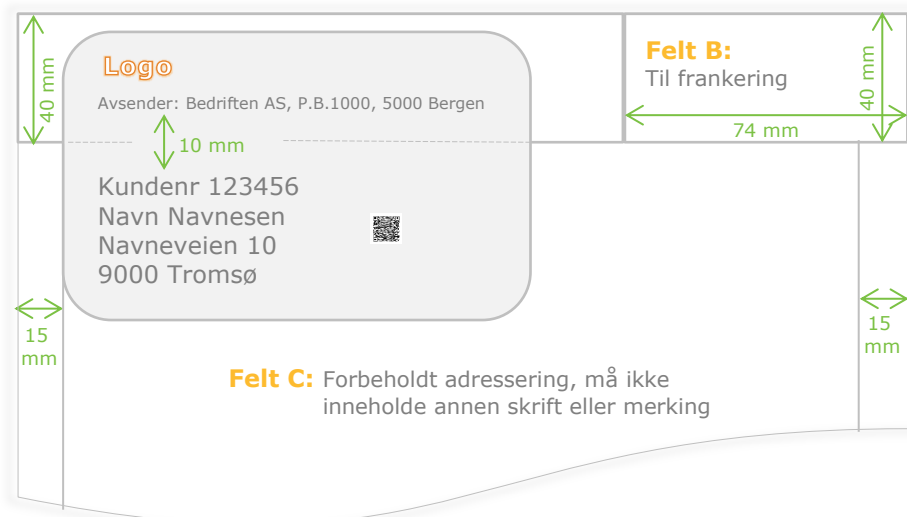 Logo
Avsender: Bedriften AS, P.B.1000, 5000 Bergen
40 mm
10 mm
Kundenr 123456
Navn Navnesen
Navneveien 10
9000 Tromsø
Felt B:
Til frankering
40 mm
74 mm
15
mm
15
mm
Felt C: Forbeholdt adressering, må ikke
inneholde annen skrift eller merking